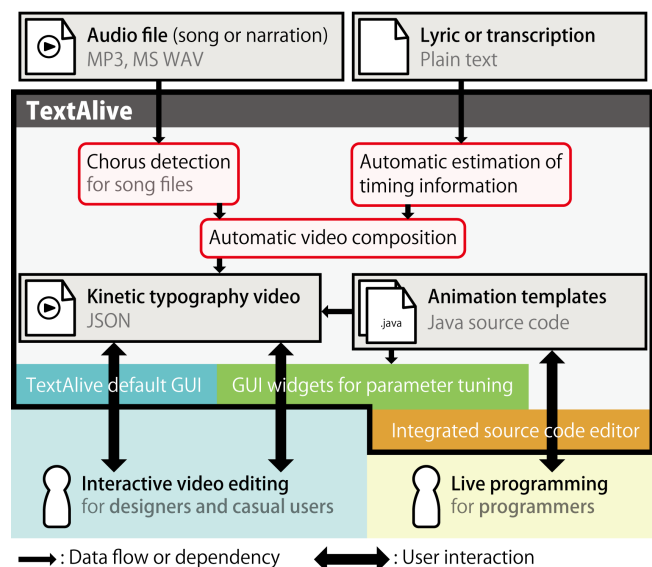 Audio file (song or narration)
MP3, MS WAV
Lyric or transcription
Plain text
TextAlive
Chorus detection
for song files
Automatic estimation of
timing information
Automatic video composition
Kinetic typography video
JSON
.java
Animation templates
Java source code
TextAlive default GUI
GUI widgets for parameter tuning
Integrated source code editor
Interactive video editing
for designers and casual users
Live programming
for programmers
: Data flow or dependency
: User interaction